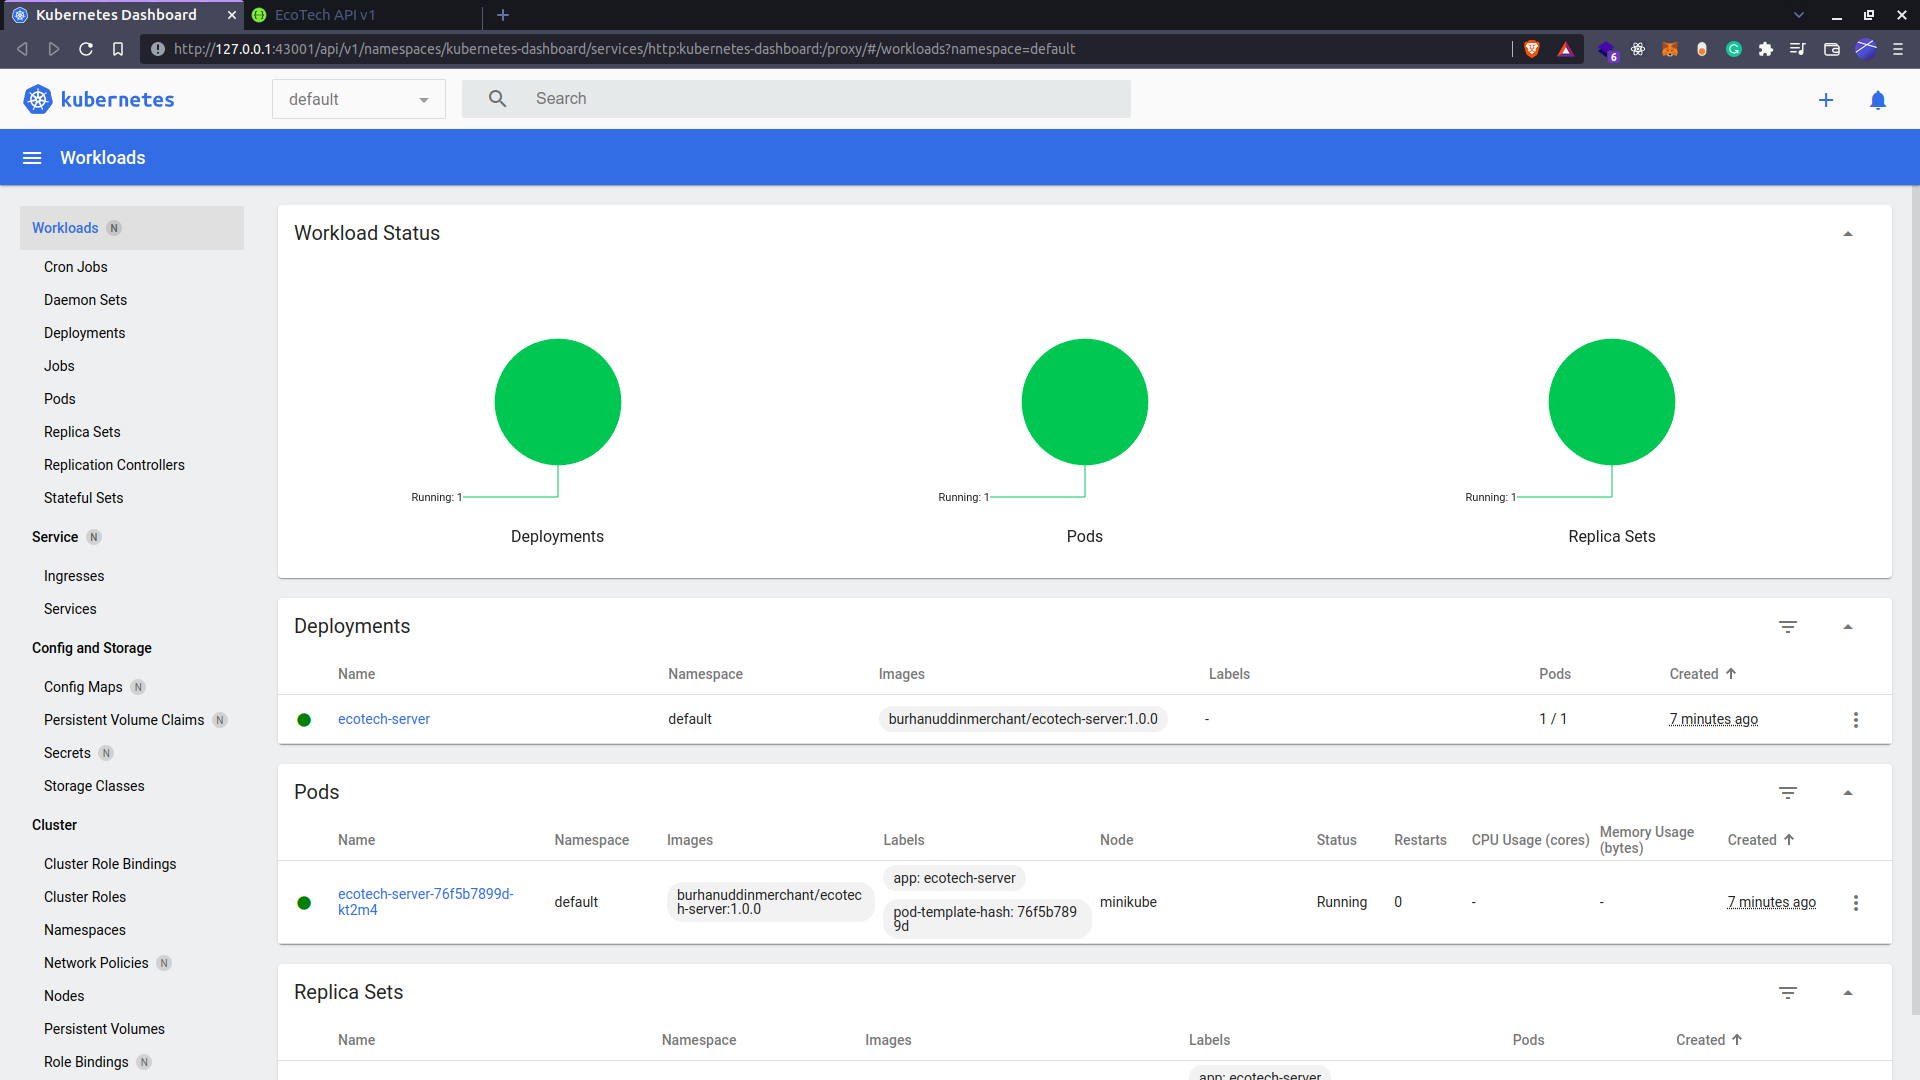 Kubernetes Dashboard
EcoTech API v1
http://127.0.0.1:43001/api/v1/namespaces/kubernetes-dashboard/services/http:kubernetes-dashboard:/proxy/#/workloads?namespace=default
6
kubernetes
default
Search
Workloads
Workloads N
Cron Jobs
Daemon Sets
Deployments
Jobs
Pods
Replica Sets
Replication Controllers
Stateful Sets
Service N
Ingresses
Services
Config and Storage
Config Maps N
Persistent Volume Claims N
Secrets N
Storage Classes
Cluster
Cluster Role Bindings
Cluster Roles
Namespaces
Network Policies N
Nodes
Persistent Volumes
Role Bindings N
Workload Status
Running: 1
Deployments
Running: 1
Pods
Running: 1
Replica Sets
Deployments
Name Namespace Images Labels Pods Created
ecotech-server default burhanuddinmerchant/ecotech-server:1.0.0 - 1 / 1 7 minutes ago
Pods
Name Namespace Images Labels Node Status Restarts CPU Usage (cores) Memory Usage (bytes) Created
ecotech-server-76f5b7899d-
kt2m4
default
burhanuddinmerchant/ecotec
h-server:1.0.0
app: ecotech-server
pod-template-hash: 76f5b789
9d
minikube Running 0 - - 7 minutes ago
Replica Sets
Name Namespace Images Labels Pods Created
app: ecotech-server